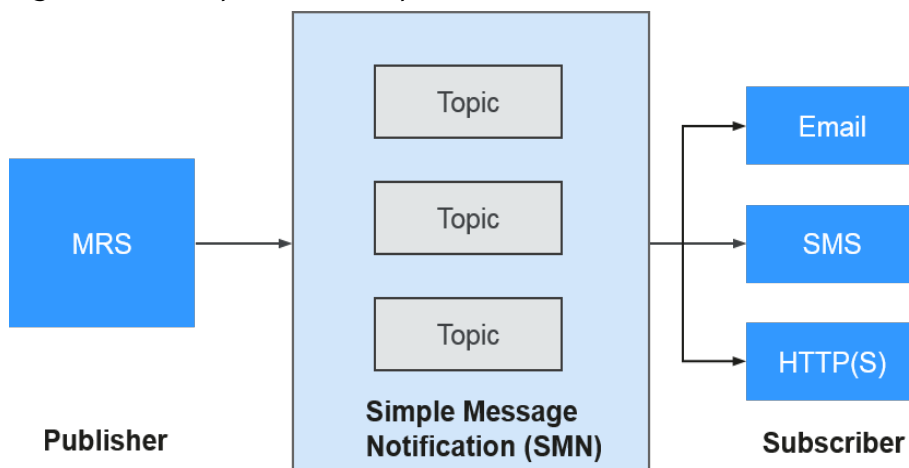 Topic
Email
Topic
MRS
SMS
Topic
HTTP(S)
Simple Message
Notification (SMN)
Publisher
Subscriber